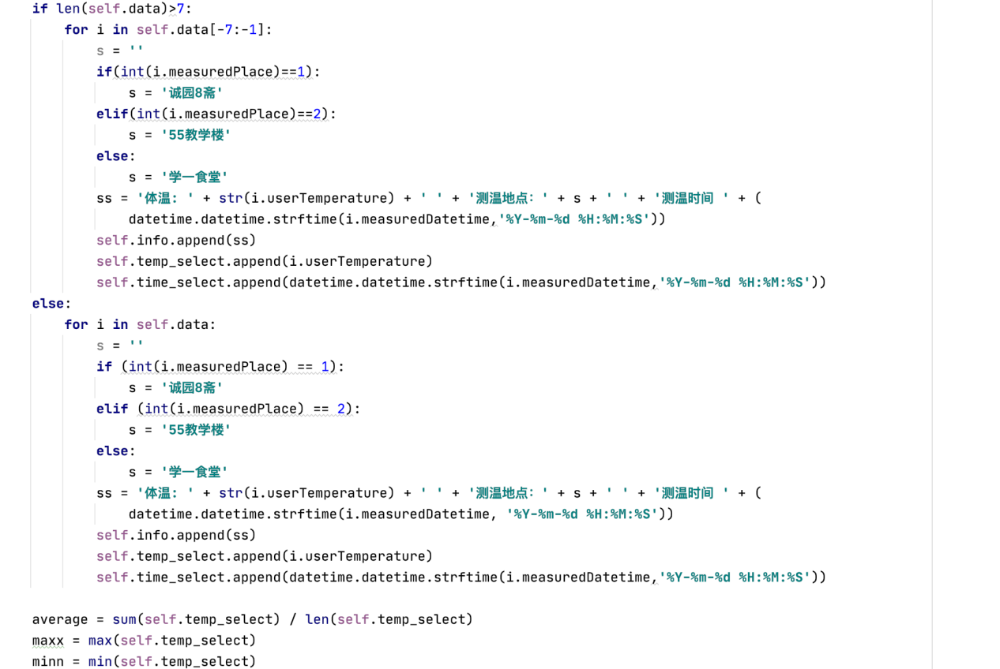 if len(self.data)>7:
    for i in self.data[-7:-1]:
        s = ''
        if(int(i.measuredPlace)==1):
            s = '诚园8斋'
        elif(int(i.measuredPlace)==2):
            s = '55教学楼'
        else:
            s = '学一食堂'
        ss = '体温: ' + str(i.userTemperature) + ' ' + '测温地点: ' + s + ' ' + '测温时间 ' + (
            datetime.datetime.strftime(i.measuredDatetime,'%Y-%m-%d %H:%M:%S'))
        self.info.append(ss)
        self.temp_select.append(i.userTemperature)
        self.time_select.append(datetime.datetime.strftime(i.measuredDatetime,'%Y-%m-%d %H:%M:%S'))
else:
    for i in self.data:
        s = ''
        if (int(i.measuredPlace) == 1):
            s = '诚园8斋'
        elif (int(i.measuredPlace) == 2):
            s = '55教学楼'
        else:
            s = '学一食堂'
        ss = '体温: ' + str(i.userTemperature) + ' ' + '测温地点: ' + s + ' ' + '测温时间 ' + (
            datetime.datetime.strftime(i.measuredDatetime, '%Y-%m-%d %H:%M:%S'))
        self.info.append(ss)
        self.temp_select.append(i.userTemperature)
        self.time_select.append(datetime.datetime.strftime(i.measuredDatetime,'%Y-%m-%d %H:%M:%S'))

average = sum(self.temp_select) / len(self.temp_select)
maxx = max(self.temp_select)
minn = min(self.temp_select)